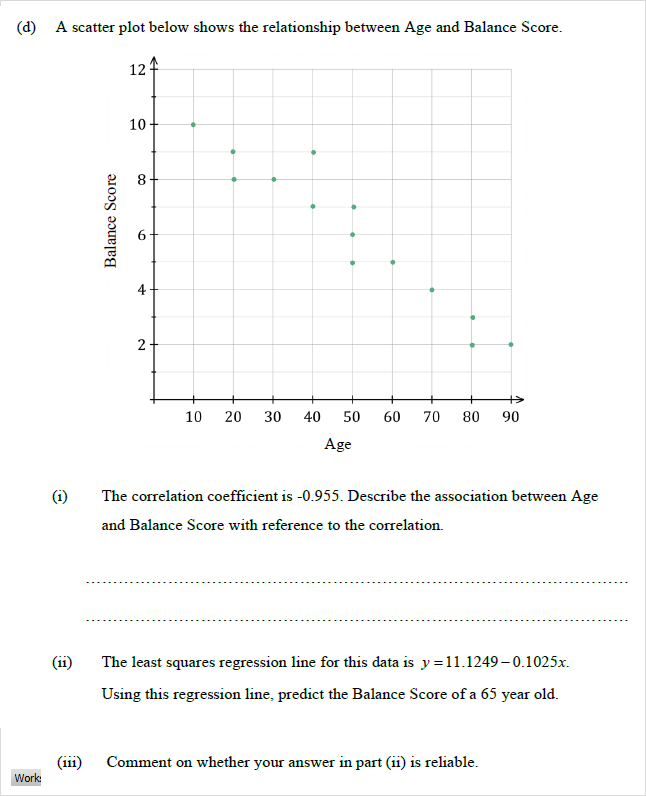 (d) A scatter plot below shows the relationship between Age and Balance Score.
12
10
8
6
4
2
Balance Score
10 20 30 40 50 60 70 80 90
Age
(i) The correlation coefficient is -0.955. Describe the association between Age
and Balance Score with reference to the correlation.
(ii) The least squares regression line for this data is y = 11.1249 − 0.1025x.
Using this regression line, predict the Balance Score of a 65 year old.
(iii) Comment on whether your answer in part (ii) is reliable.
Work